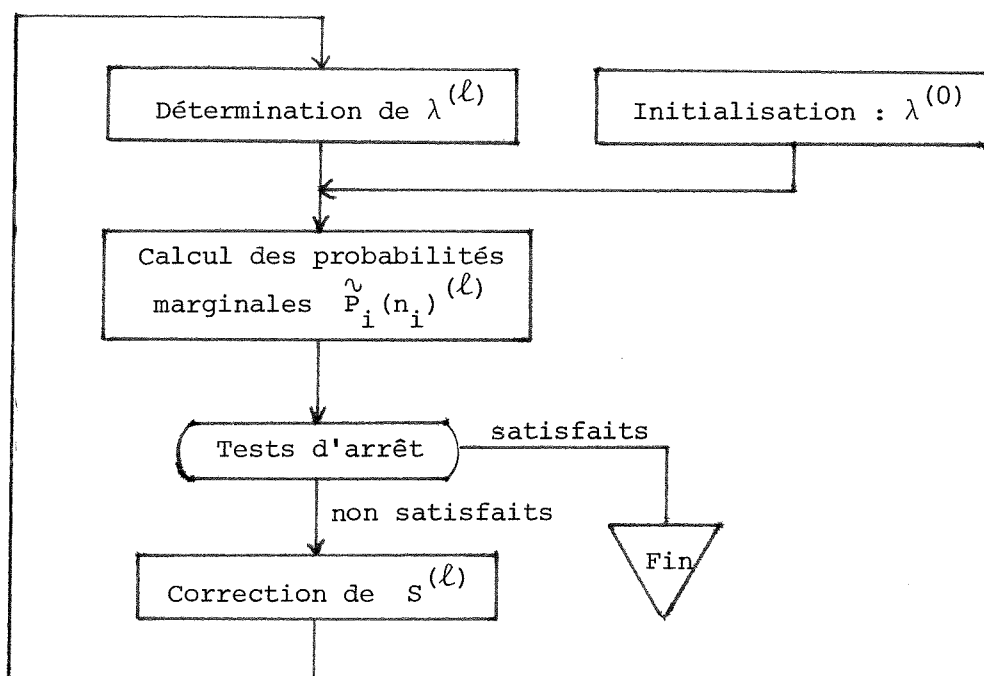 Détermination de λ^(ℓ)
Initialisation : λ^(0)
Calcul des probabilités
marginales P̃_i(n_i)^(ℓ)
Tests d'arrêt
satisfaits
non satisfaits
Fin
Correction de S^(ℓ)